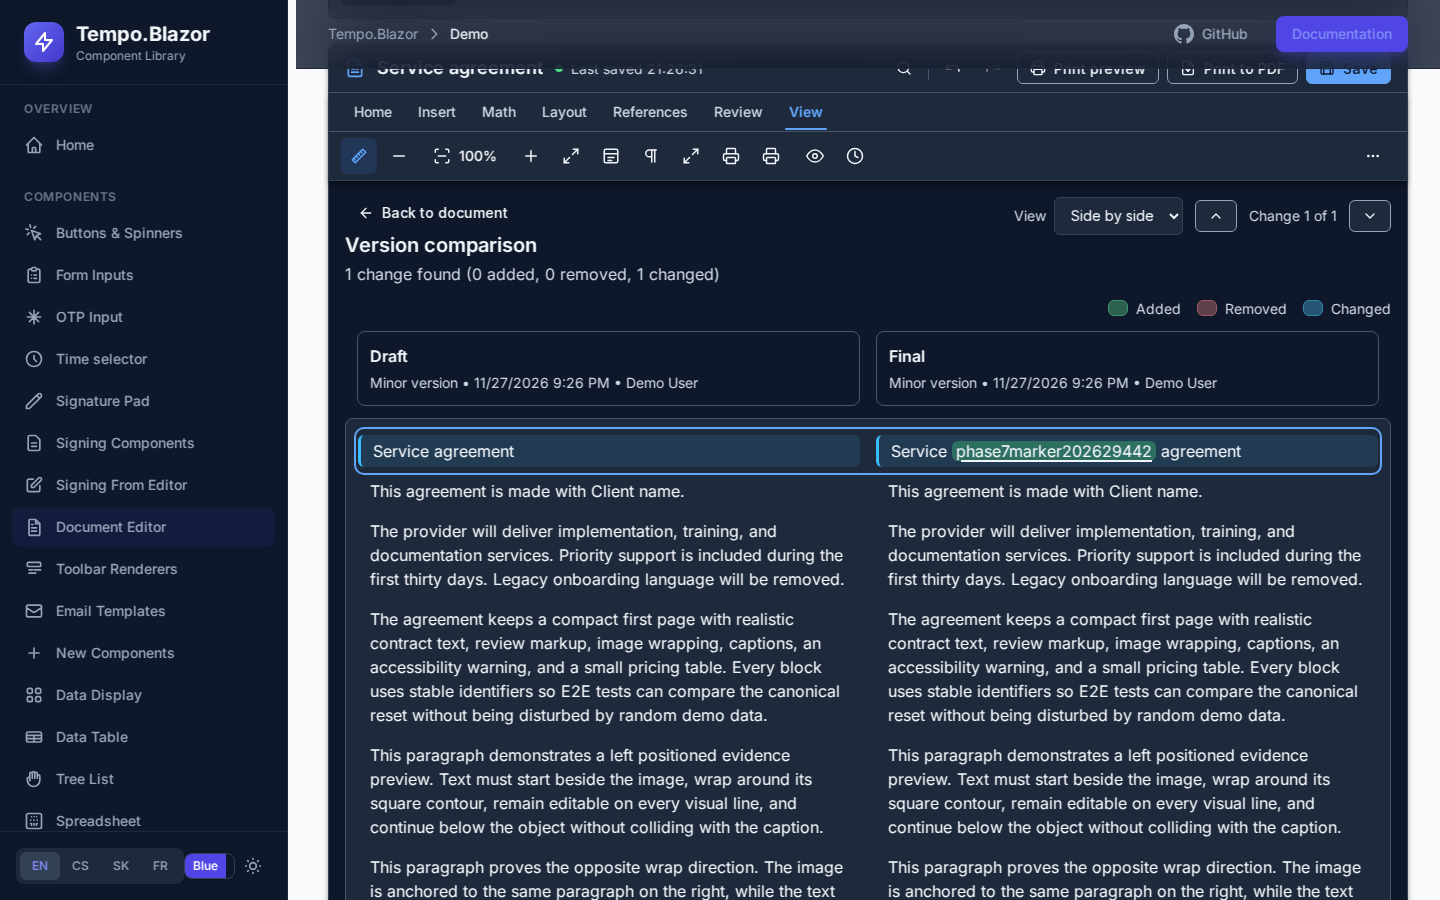 Tempo.Blazor
Component Library
OVERVIEW
Home
COMPONENTS
Buttons & Spinners
Form Inputs
OTP Input
Time selector
Signature Pad
Signing Components
Signing From Editor
Document Editor
Toolbar Renderers
Email Templates
New Components
Data Display
Data Table
Tree List
Spreadsheet
EN CS SK FR Blue
Tempo.Blazor > Demo
GitHub
Documentation
Service agreement
Last saved 21:26:31
Print preview
Print to PDF
Save
Home Insert Math Layout References Review View
100%
Back to document
View Side by side Change 1 of 1
Version comparison
1 change found (0 added, 0 removed, 1 changed)
Added Removed Changed
Draft
Minor version • 11/27/2026 9:26 PM • Demo User
Final
Minor version • 11/27/2026 9:26 PM • Demo User
Service agreement
Service phase7marker202629442 agreement
This agreement is made with Client name.
The provider will deliver implementation, training, and
documentation services. Priority support is included during the
first thirty days. Legacy onboarding language will be removed.
The agreement keeps a compact first page with realistic
contract text, review markup, image wrapping, captions, an
accessibility warning, and a small pricing table. Every block
uses stable identifiers so E2E tests can compare the canonical
reset without being disturbed by random demo data.
This paragraph demonstrates a left positioned evidence
preview. Text must start beside the image, wrap around its
square contour, remain editable on every visual line, and
continue below the object without colliding with the caption.
This paragraph proves the opposite wrap direction. The image
is anchored to the same paragraph on the right, while the text
This agreement is made with Client name.
The provider will deliver implementation, training, and
documentation services. Priority support is included during the
first thirty days. Legacy onboarding language will be removed.
The agreement keeps a compact first page with realistic
contract text, review markup, image wrapping, captions, an
accessibility warning, and a small pricing table. Every block
uses stable identifiers so E2E tests can compare the canonical
reset without being disturbed by random demo data.
This paragraph demonstrates a left positioned evidence
preview. Text must start beside the image, wrap around its
square contour, remain editable on every visual line, and
continue below the object without colliding with the caption.
This paragraph proves the opposite wrap direction. The image
is anchored to the same paragraph on the right, while the text